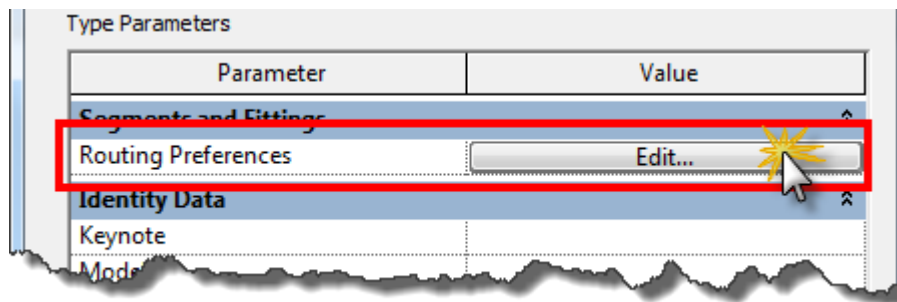 Type Parameters
Parameter Value
Segments and Fittings
Routing Preferences Edit...
Identity Data
Keynote